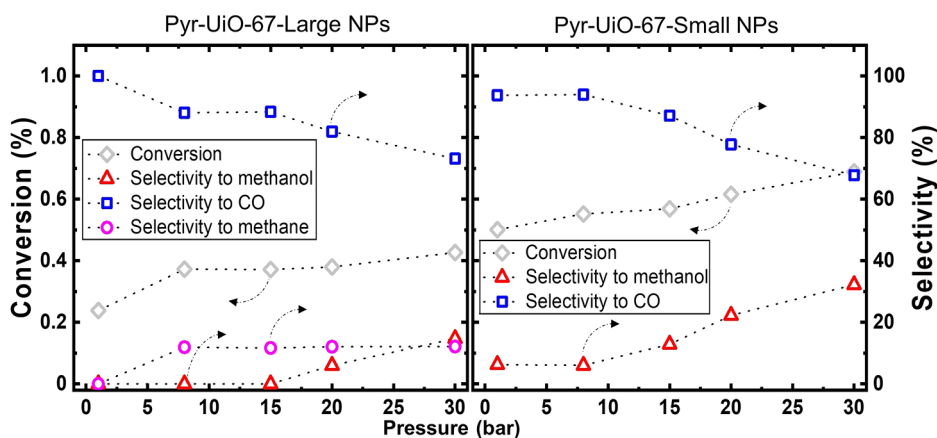 Pyr-UiO-67-Large NPs
Pyr-UiO-67-Small NPs
Conversion (%)
1.0
0.8
0.6
0.4
0.2
0
Conversion
Selectivity to methanol
Selectivity to CO
Selectivity to methane
Conversion
Selectivity to methanol
Selectivity to CO
100
80
60
40
20
0
Selectivity (%)
0 5 10 15 20 25 30
0 5 10 15 20 25 30
Pressure (bar)
Pressure (bar)